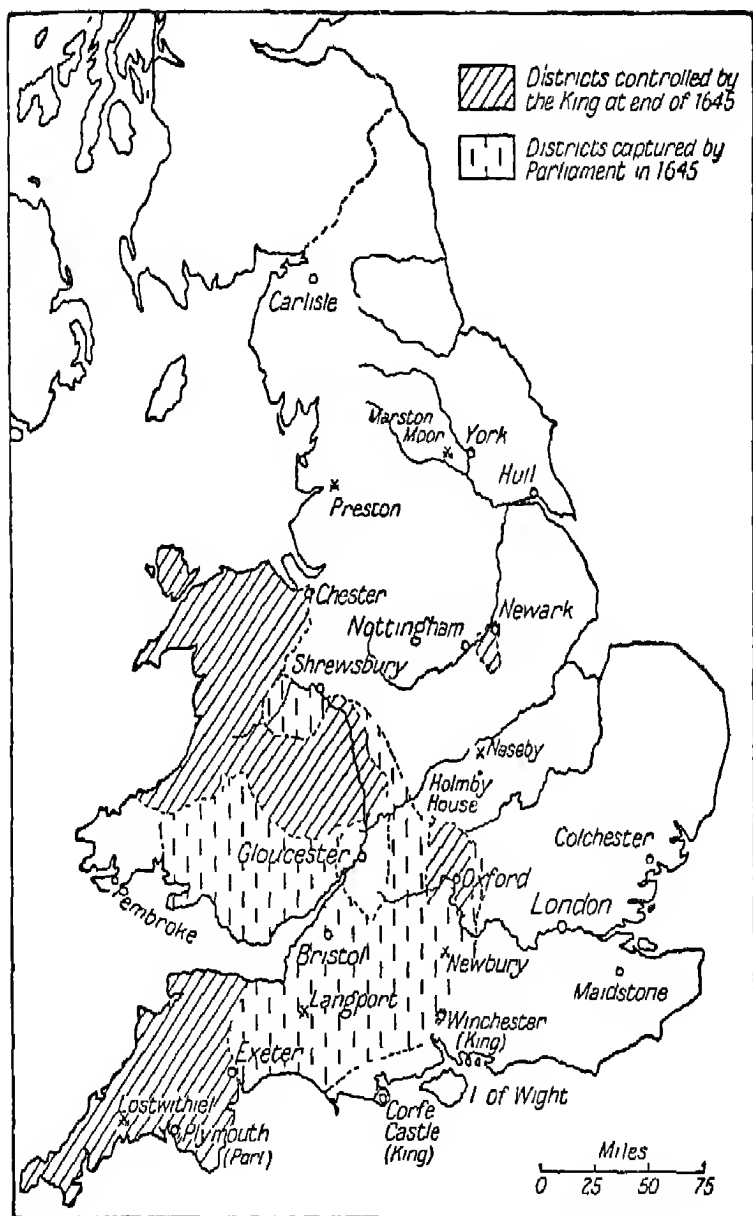 Districts controlled by
the King at end of 1645
Districts captured by
Parliament in 1645
Carlisle
Marston
Moor
York
Hull
Preston
Chester
Newark
Nottingham
Shrewsbury
Naseby
Holmby
House
Colchester
Gloucester
Oxford
Pembroke
London
Bristol
Newbury
Maidstone
Langport
Winchester
(King)
Exeter
I of Wight
Lostwithiel
Plymouth
(Parl)
Corfe
Castle
(King)
Miles
0 25 50 75